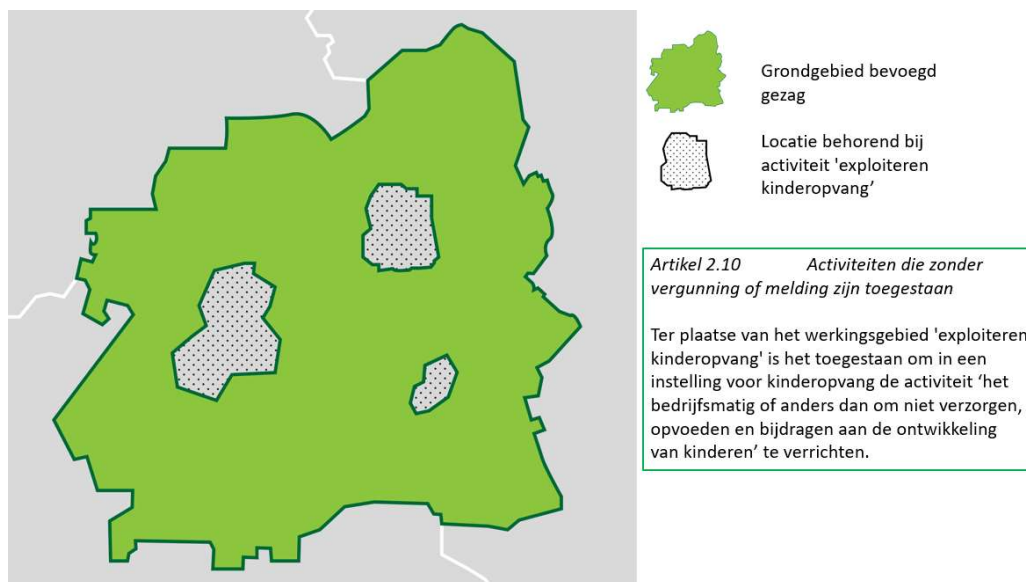 Grondgebied bevoegd
gezag
Locatie behorend bij
activiteit 'exploiteren
kinderopvang’
Artikel 2.10 Activiteiten die zonder
vergunning of melding zijn toegestaan
Ter plaatse van het werkingsgebied 'exploiteren
kinderopvang' is het toegestaan om in een
instelling voor kinderopvang de activiteit ‘het
bedrijfsmatig of anders dan om niet verzorgen,
opvoeden en bijdragen aan de ontwikkeling
van kinderen’ te verrichten.